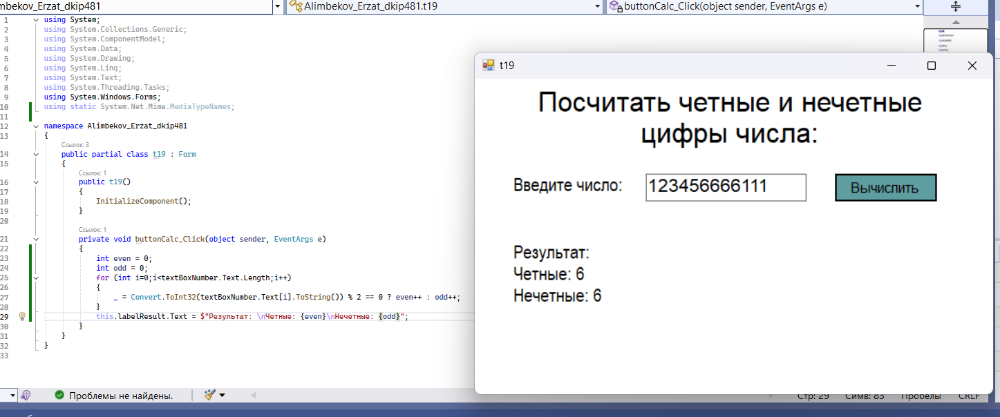 mbekov_Erzat_dkip481
Alimbekov_Erzat_dkip481.t19
buttonCalc_Click(object sender, EventArgs e)
1 using System;
2 using System.Collections.Generic;
3 using System.ComponentModel;
4 using System.Data;
5 using System.Drawing;
6 using System.Linq;
7 using System.Text;
8 using System.Threading.Tasks;
9 using System.Windows.Forms;
10 using static System.Net.Mime.MediaTypeNames;
11
12 namespace Alimbekov_Erzat_dkip481
13 {
Ссылок: 3
14 public partial class t19 : Form
15 {
Ссылок: 1
16 public t19()
17 {
18 InitializeComponent();
19 }
20
Ссылок: 1
21 private void buttonCalc_Click(object sender, EventArgs e)
22 {
23 int even = 0;
24 int odd = 0;
25 for (int i=0;i<textBoxNumber.Text.Length;i++)
26 {
27 _ = Convert.ToInt32(textBoxNumber.Text[i].ToString()) % 2 == 0 ? even++ : odd++;
28 }
29 this.labelResult.Text = $"Результат: \nЧетные: {even}\nНечетные: {odd}";
30 }
31 }
32 }
33
t19
Посчитать четные и нечетные
цифры числа:
Введите число: 123456666111 Вычислить
Результат:
Четные: 6
Нечетные: 6
Проблемы не найдены.
Стр: 29 Симв: 83 Пробелы CRLF